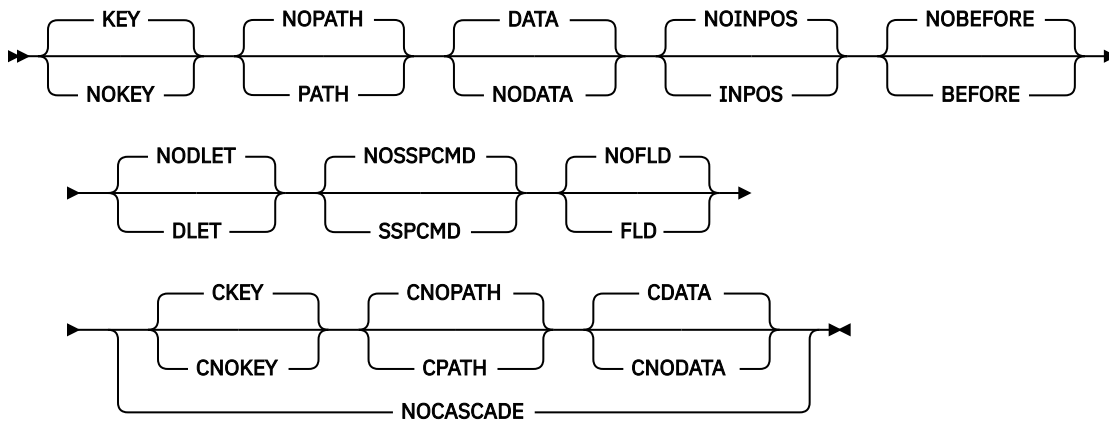 KEY NOPATH DATA NOINPOS NOBEFORE
NOKEY PATH NODATA INPOS BEFORE
NODLET NOSSPCMD NOFLD
DLET SSPCMD FLD
CKEY CNOPATH CDATA
CNOKEY CPATH CNODATA
NOCASCADE